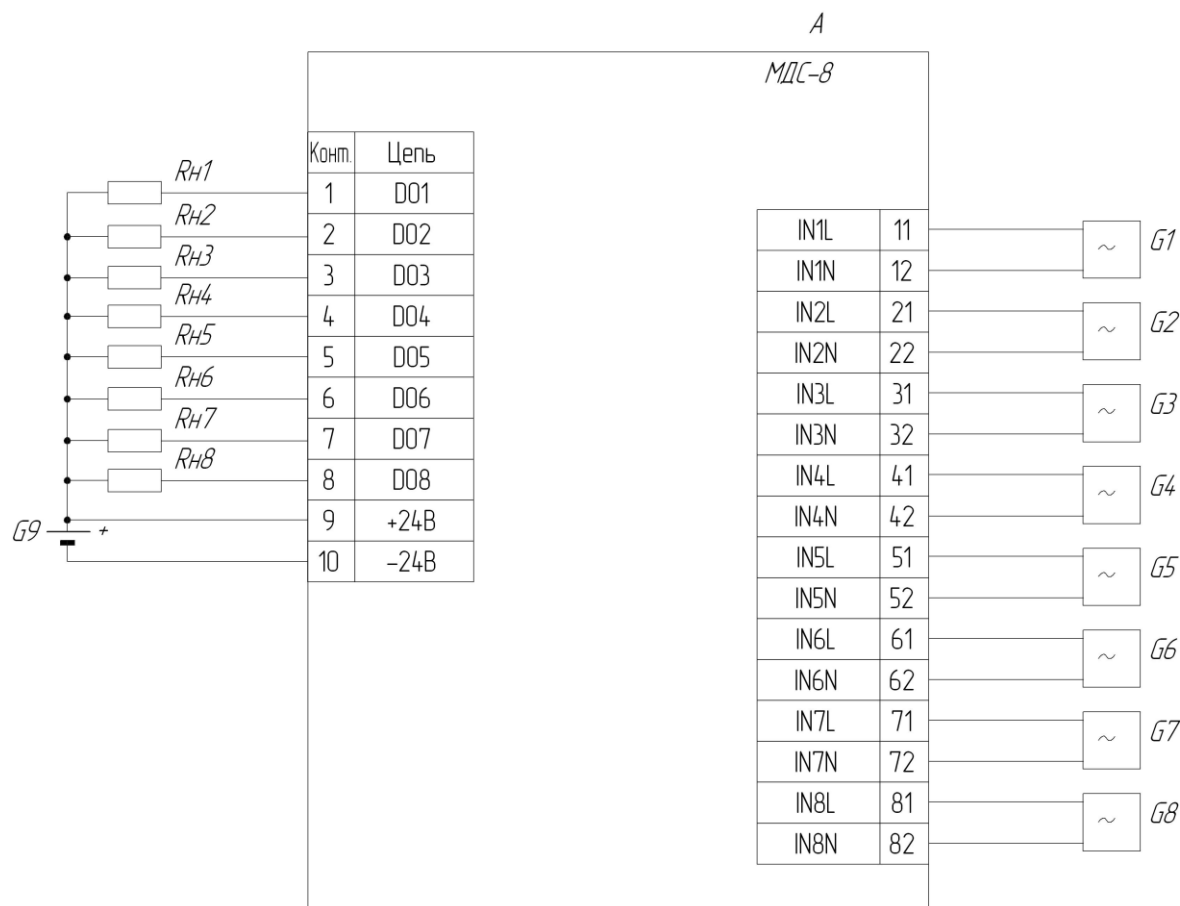 А
МДС-8
Конт. Цепь
Rн1 1 DO1
Rн2 2 DO2
Rн3 3 DO3
Rн4 4 DO4
Rн5 5 DO5
Rн6 6 DO6
Rн7 7 DO7
Rн8 8 DO8
9 +24В
G9 +
10 –24В
IN1L 11 ~ G1
IN1N 12
IN2L 21 ~ G2
IN2N 22
IN3L 31 ~ G3
IN3N 32
IN4L 41 ~ G4
IN4N 42
IN5L 51 ~ G5
IN5N 52
IN6L 61 ~ G6
IN6N 62
IN7L 71 ~ G7
IN7N 72
IN8L 81 ~ G8
IN8N 82